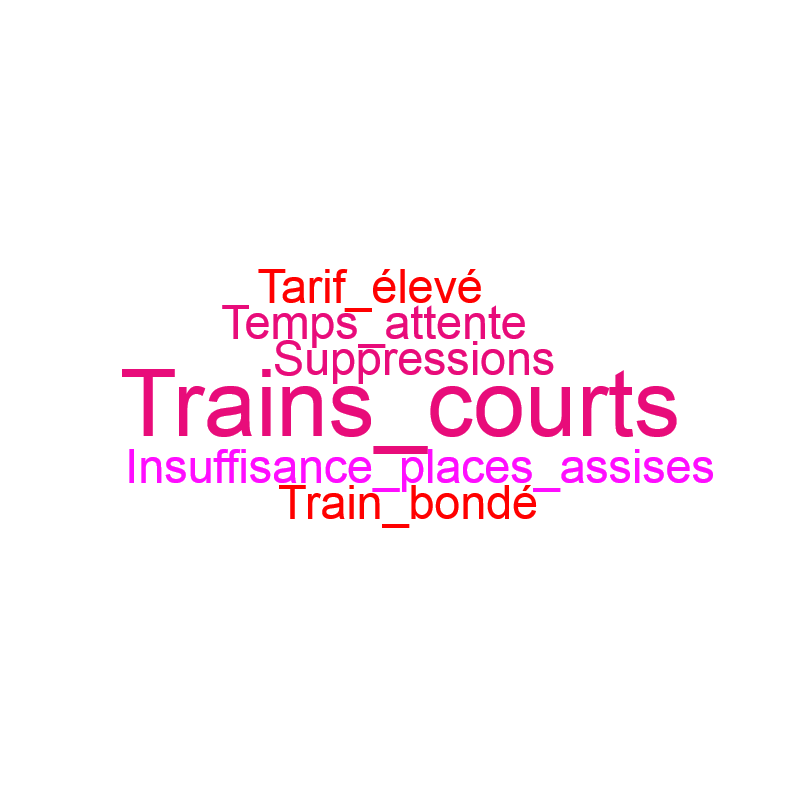 Tarif_élevé
Temps_attente
Suppressions
Trains_courts
Insuffisance_places_assises
Train_bondé